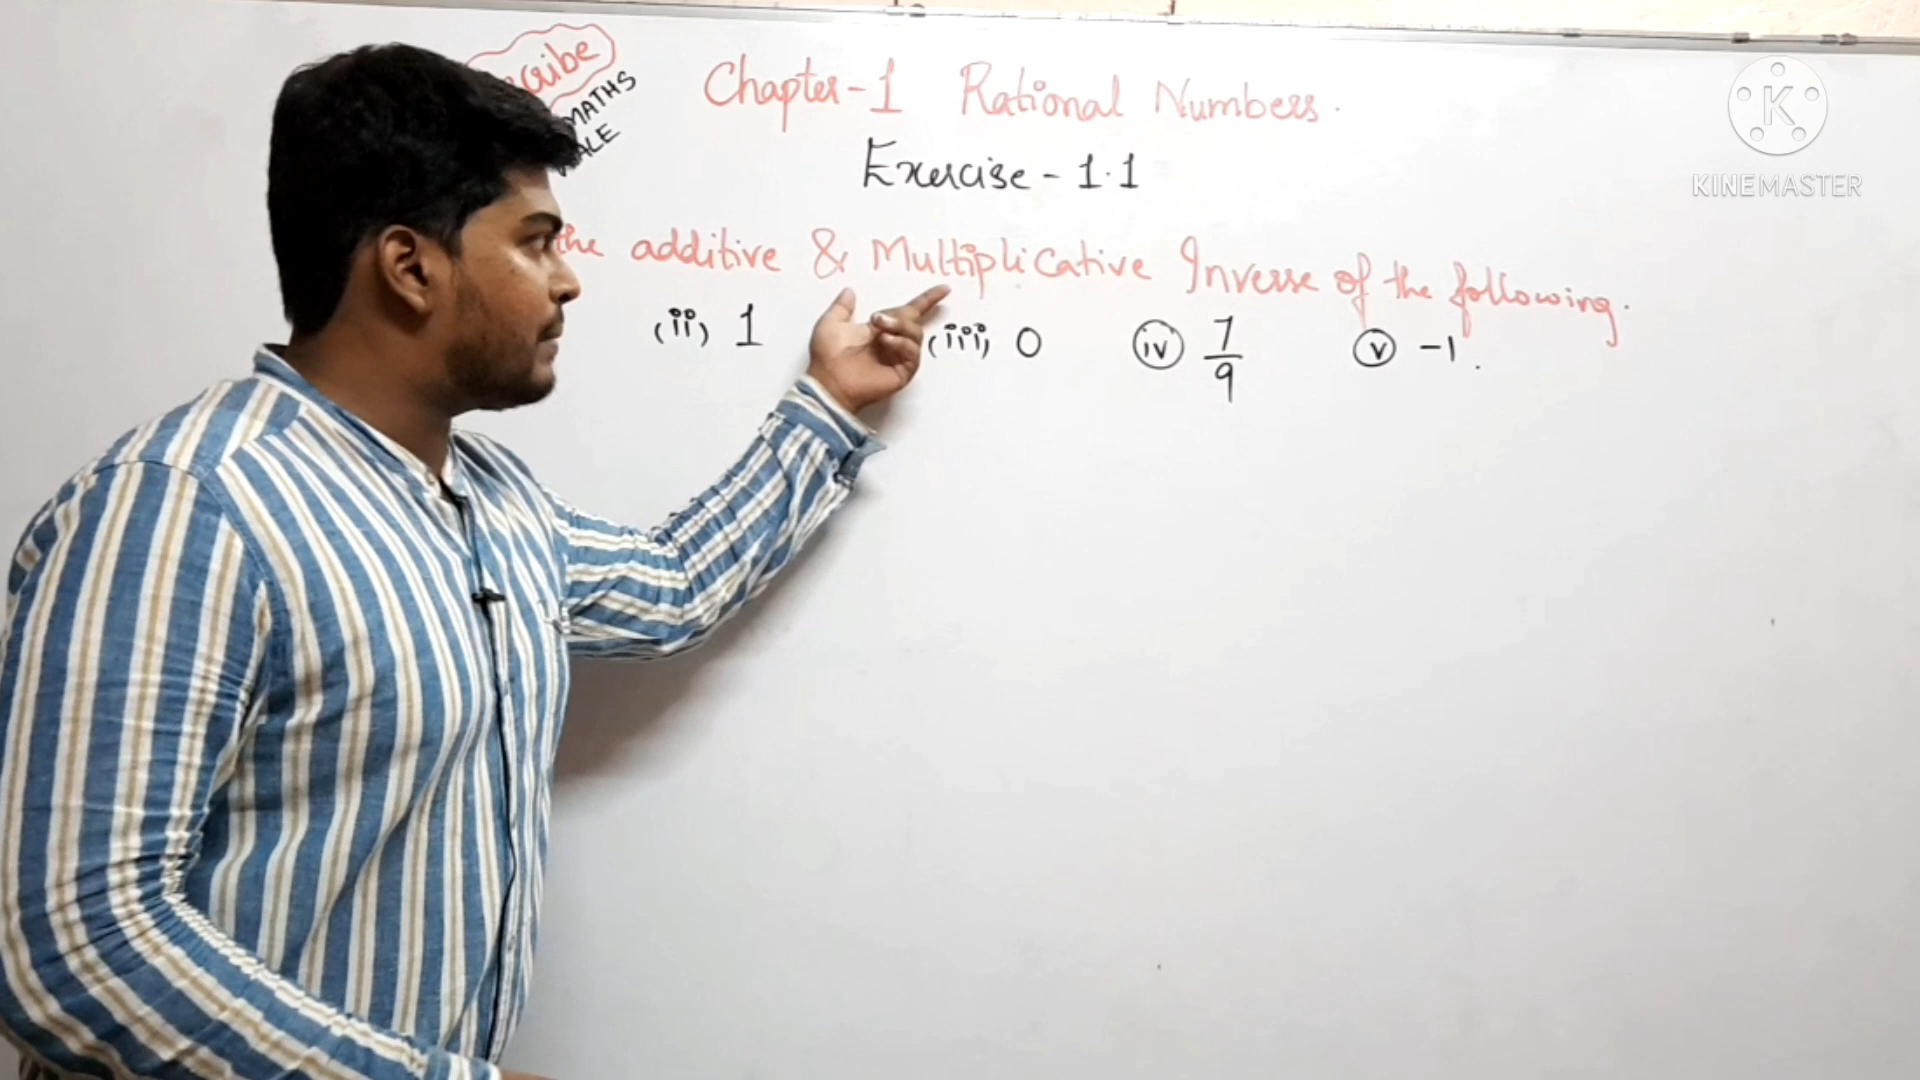 MATHS
Chapter-1 Rational Numbers.
Exercise - 1.1
the additive & Multiplicative Inverse of the following.
(ii) 1 (iii) 0 (iv) 7/9 (v) -1.
KINEMASTER